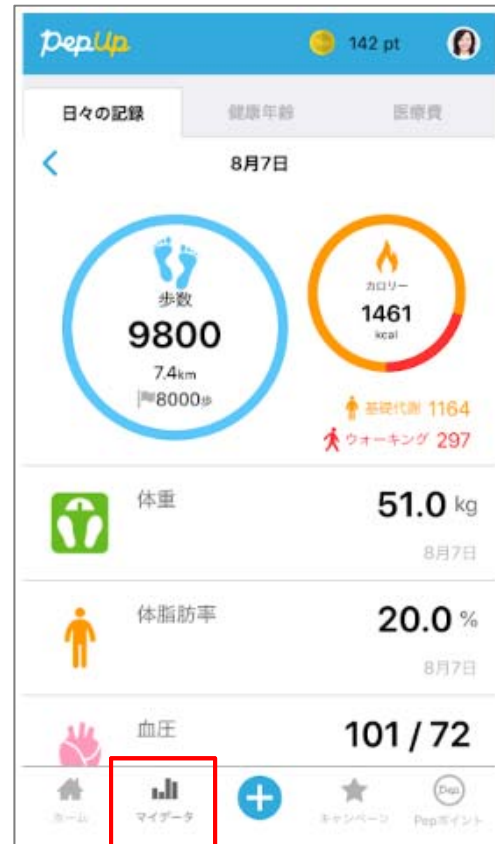 PepUp
142 pt
日々の記録 健康年齢 医療費
8月7日
歩数
9800
7.4km
8000歩
カロリー
1461
kcal
基礎代謝 1164
ウォーキング 297
体重
51.0 kg
8月7日
体脂肪率
20.0 %
8月7日
血圧
101 / 72
ホーム マイデータ キャンペーン Pepポイント
Pep